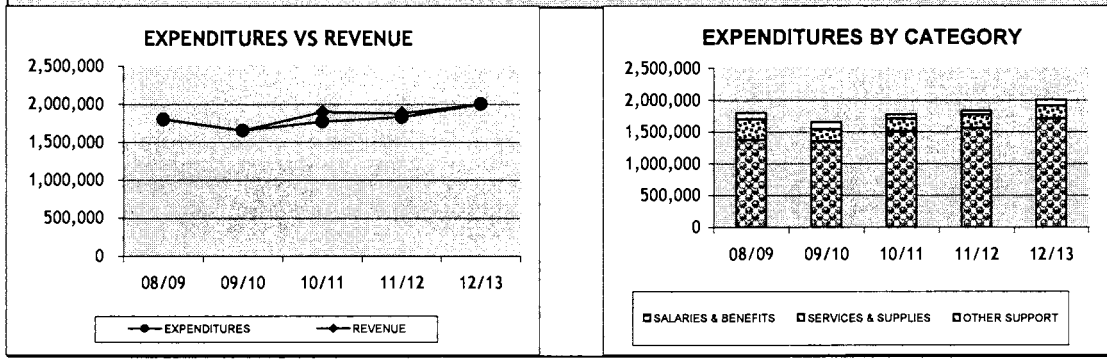 EXPENDITURES VS REVENUE
2,500,000
2,000,000
1,500,000
1,000,000
500,000
0
08/09 09/10 10/11 11/12 12/13
EXPENDITURES REVENUE
EXPENDITURES BY CATEGORY
2,500,000
2,000,000
1,500,000
1,000,000
500,000
0
08/09 09/10 10/11 11/12 12/13
SALARIES & BENEFITS SERVICES & SUPPLIES OTHER SUPPORT